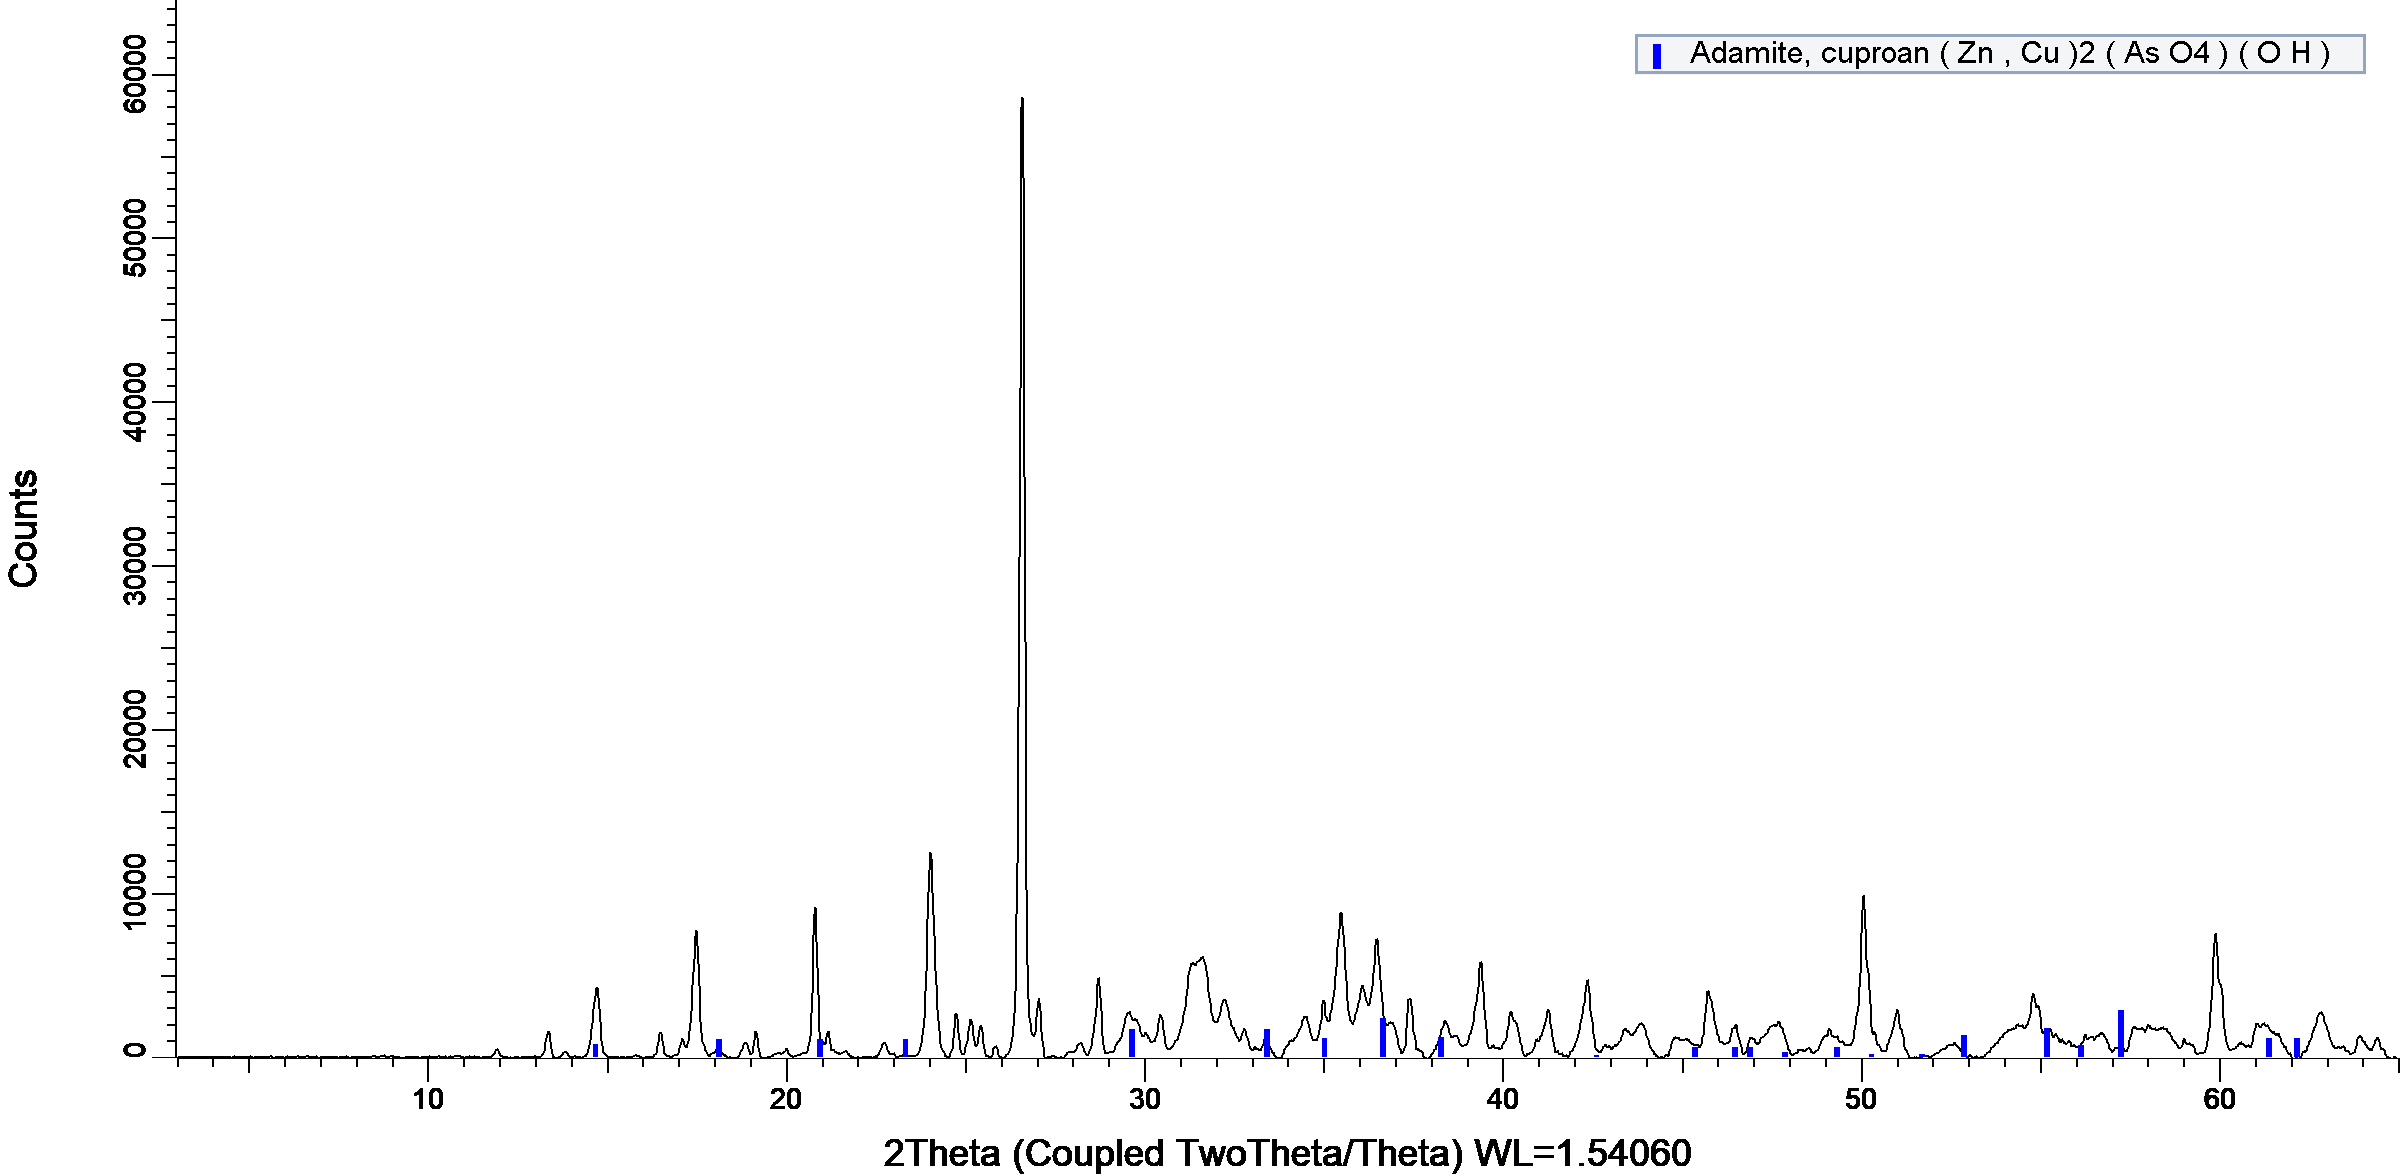 Adamite, cuproan ( Zn , Cu )2 ( As O4 ) ( O H )
Counts
60000
50000
40000
30000
20000
10000
0
10 20 30 40 50 60
2Theta (Coupled TwoTheta/Theta) WL=1.54060